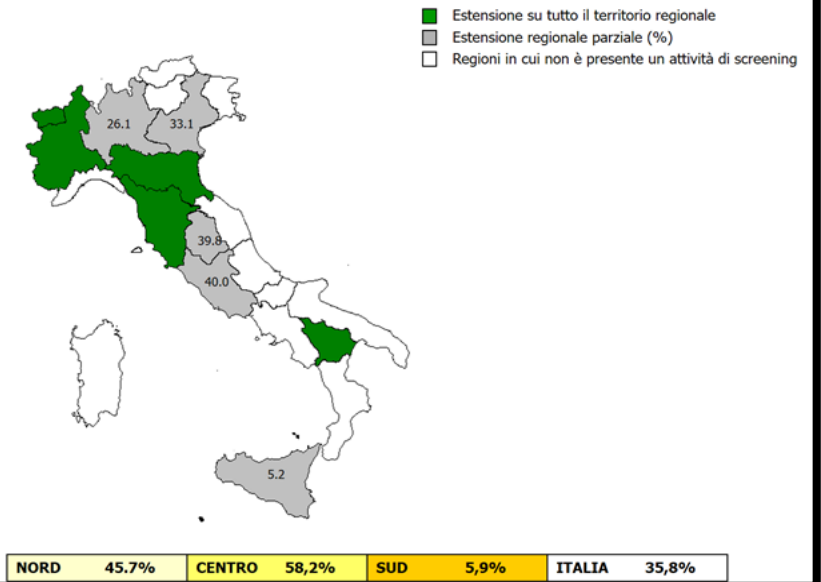 Estensione su tutto il territorio regionale
Estensione regionale parziale (%)
Regioni in cui non è presente un attività di screening
26.1
33.1
39.8
40.0
5.2
NORD 45.7% CENTRO 58,2% SUD 5,9% ITALIA 35,8%